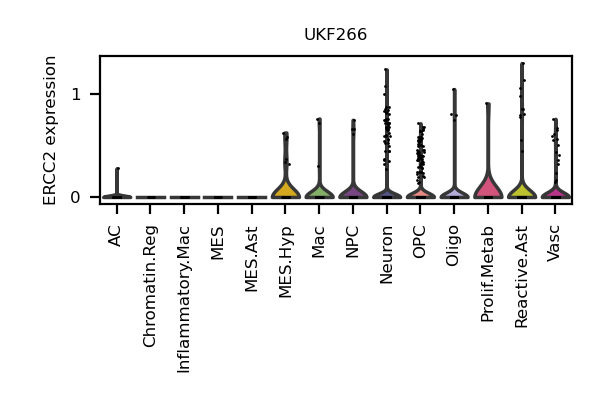 UKF266
ERCC2 expression
1
0
AC
Chromatin.Reg
Inflammatory.Mac
MES
MES.Ast
MES.Hyp
Mac
NPC
Neuron
OPC
Oligo
Prolif.Metab
Reactive.Ast
Vasc